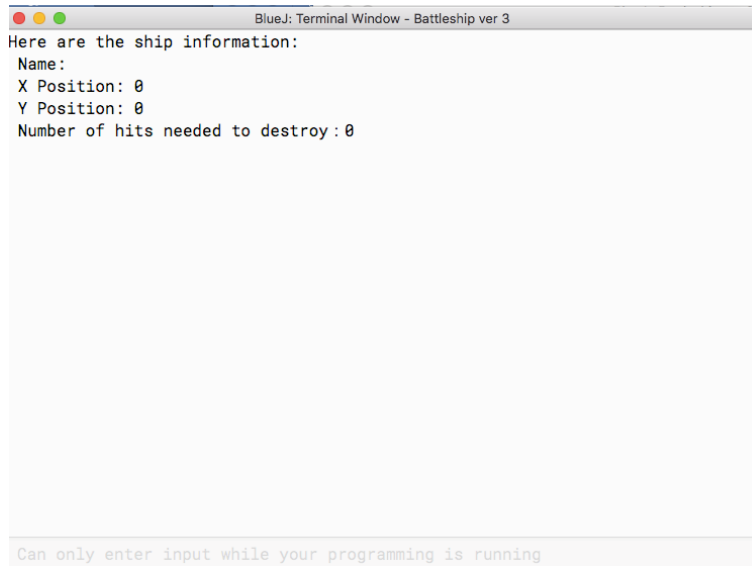 BlueJ: Terminal Window - Battleship ver 3
Here are the ship information:
Name:
X Position: 0
Y Position: 0
Number of hits needed to destroy : 0
Can only enter input while your programming is running